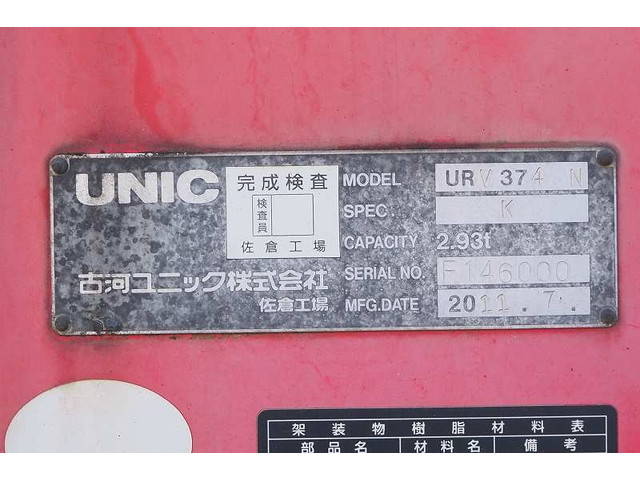 UNIC
完成検査
検査員
佐倉工場
古河ユニック株式会社
佐倉工場
MODEL URV374 N
SPEC. K
CAPACITY 2.93t
SERIAL NO. F146000
MFG.DATE 2011.7.
架装物樹脂材料表
部品名 材料名 備考